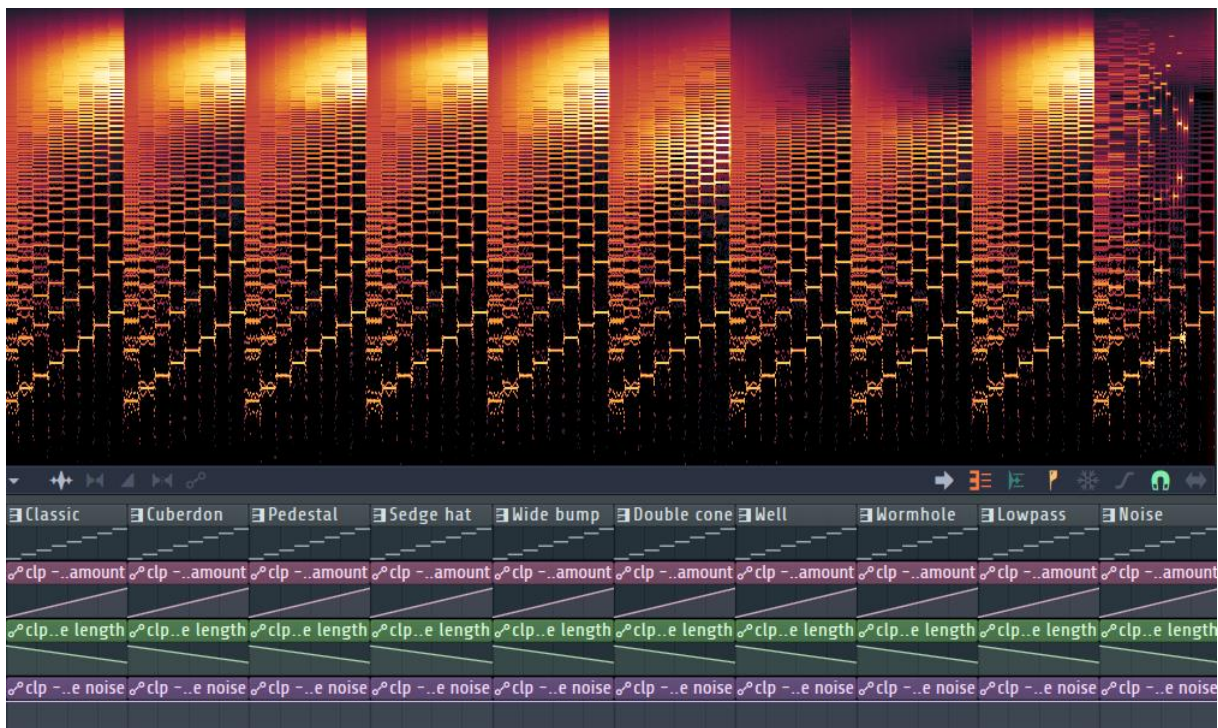 Classic Cuberdon Pedestal Sedge hat Wide bump Double cone Well Wormhole Lowpass Noise
clp -..amount clp -..amount clp -..amount clp -..amount clp -..amount clp -..amount clp -..amount clp -..amount clp -..amount clp -..amount
clp..e length clp..e length clp..e length clp..e length clp..e length clp..e length clp..e length clp..e length clp..e length clp..e length
clp -..e noise clp -..e noise clp -..e noise clp -..e noise clp -..e noise clp -..e noise clp -..e noise clp -..e noise clp -..e noise clp -..e noise